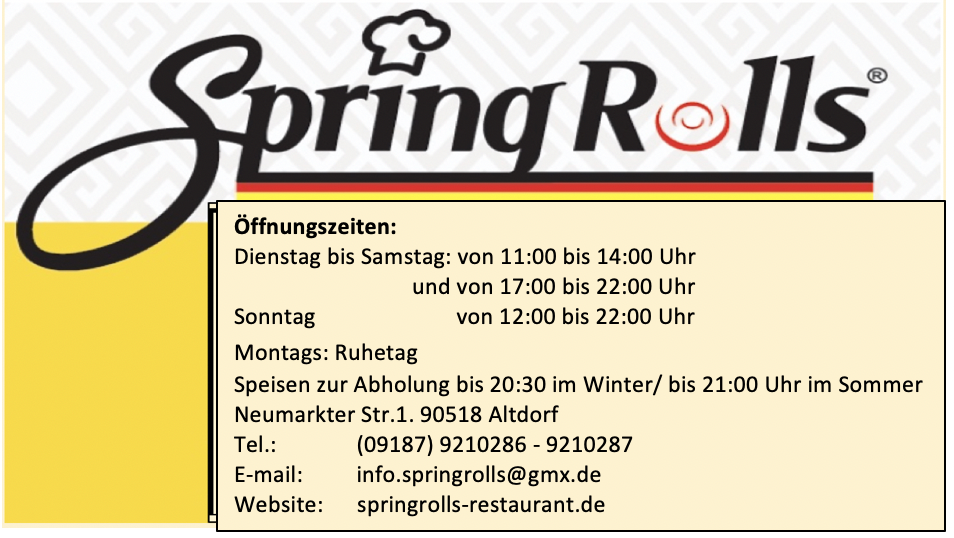 Spring Rolls®
Öffnungszeiten:
Dienstag bis Samstag: von 11:00 bis 14:00 Uhr
und von 17:00 bis 22:00 Uhr
Sonntag von 12:00 bis 22:00 Uhr
Montags: Ruhetag
Speisen zur Abholung bis 20:30 im Winter/ bis 21:00 Uhr im Sommer
Neumarkter Str.1. 90518 Altdorf
Tel.: (09187) 9210286 - 9210287
E-mail: info.springrolls@gmx.de
Website: springrolls-restaurant.de